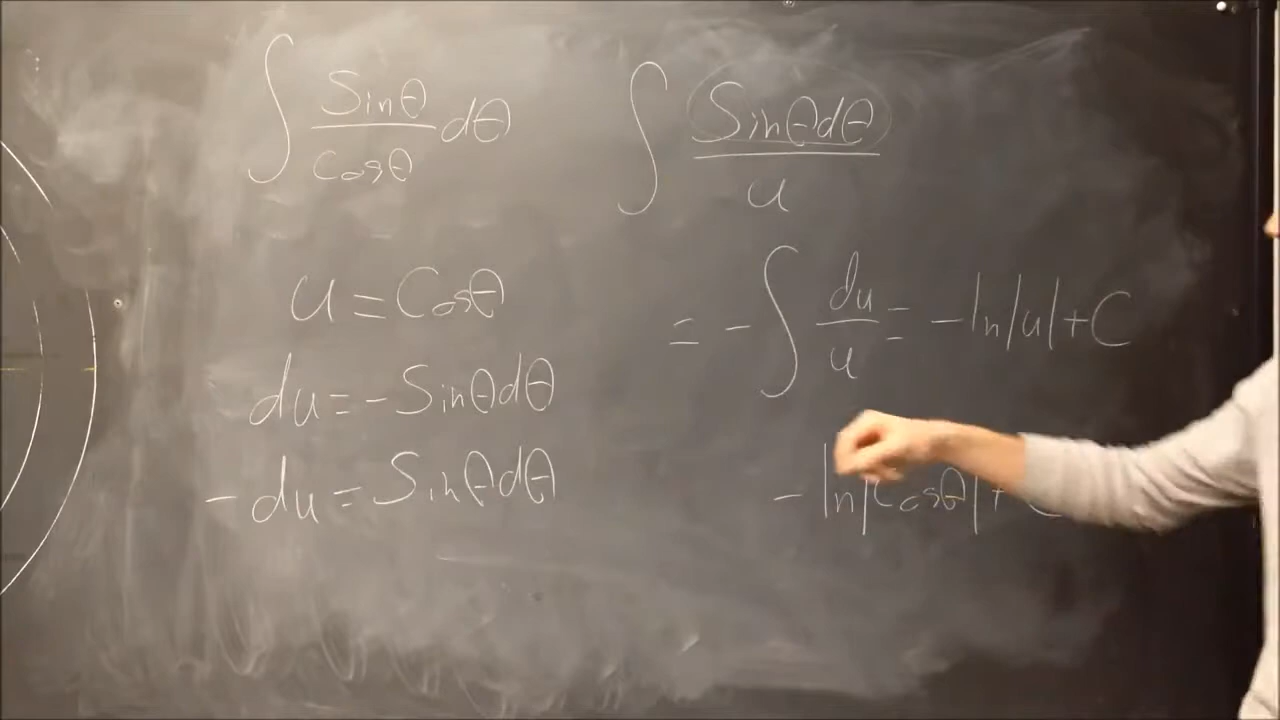 ∫ Sinθ/Cosθ dθ
u = Cosθ
du = -Sinθdθ
-du = Sinθdθ
∫ Sinθdθ/u
= -∫ du/u = -ln|u|+C
-ln|Cosθ|+C